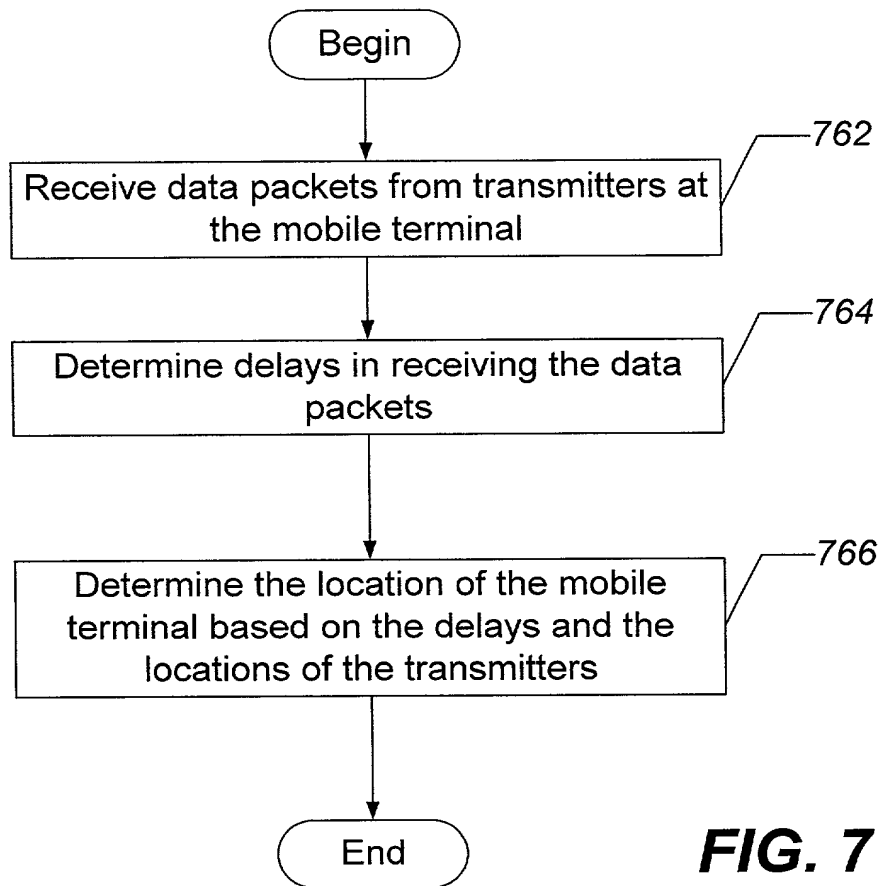 Begin
762
Receive data packets from transmitters at
the mobile terminal
764
Determine delays in receiving the data
packets
766
Determine the location of the mobile
terminal based on the delays and the
locations of the transmitters
End
FIG. 7